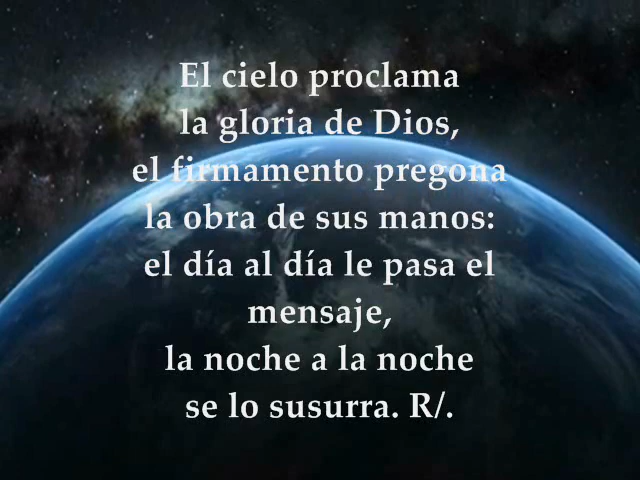 El cielo proclama
la gloria de Dios,
el firmamento pregona
la obra de sus manos:
el día al día le pasa el
mensaje,
la noche a la noche
se lo susurra. R/.